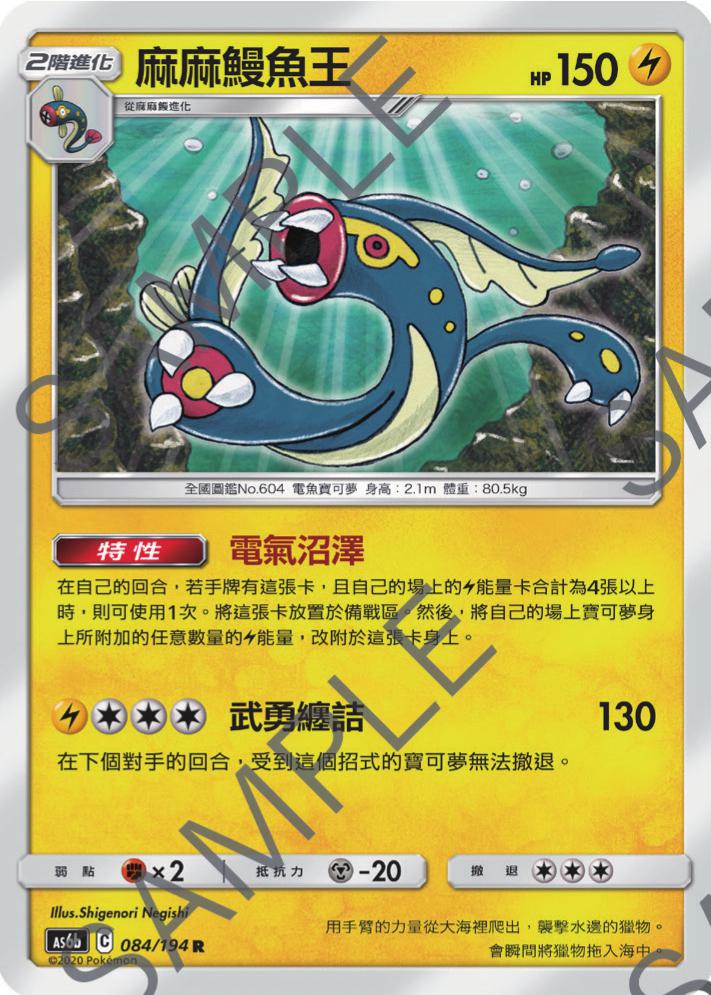 2階進化
麻麻鰻魚王
HP 150
從麻麻鰻進化
全國圖鑑No.604 電魚寶可夢 身高:2.1m 體重:80.5kg
特性 電氣沼澤
在自己的回合,若手牌有這張卡,且自己的場上的能量卡合計為4張以上
時,則可使用1次。將這張卡放置於備戰區。然後,將自己的場上寶可夢身
上所附加的任意數量的能量,改附於這張卡身上。
武勇纏詰 130
在下個對手的回合,受到這個招式的寶可夢無法撤退。
弱點 ×2 抵抗力 -20 撤退
Illus.Shigenori Negishi
用手臂的力量從大海裡爬出,襲擊水邊的獵物。
會瞬間將獵物拖入海中。
AS6b C 084/194 R
©2020 Pokémon
SAMPLE
SAMPLE
SA
SA